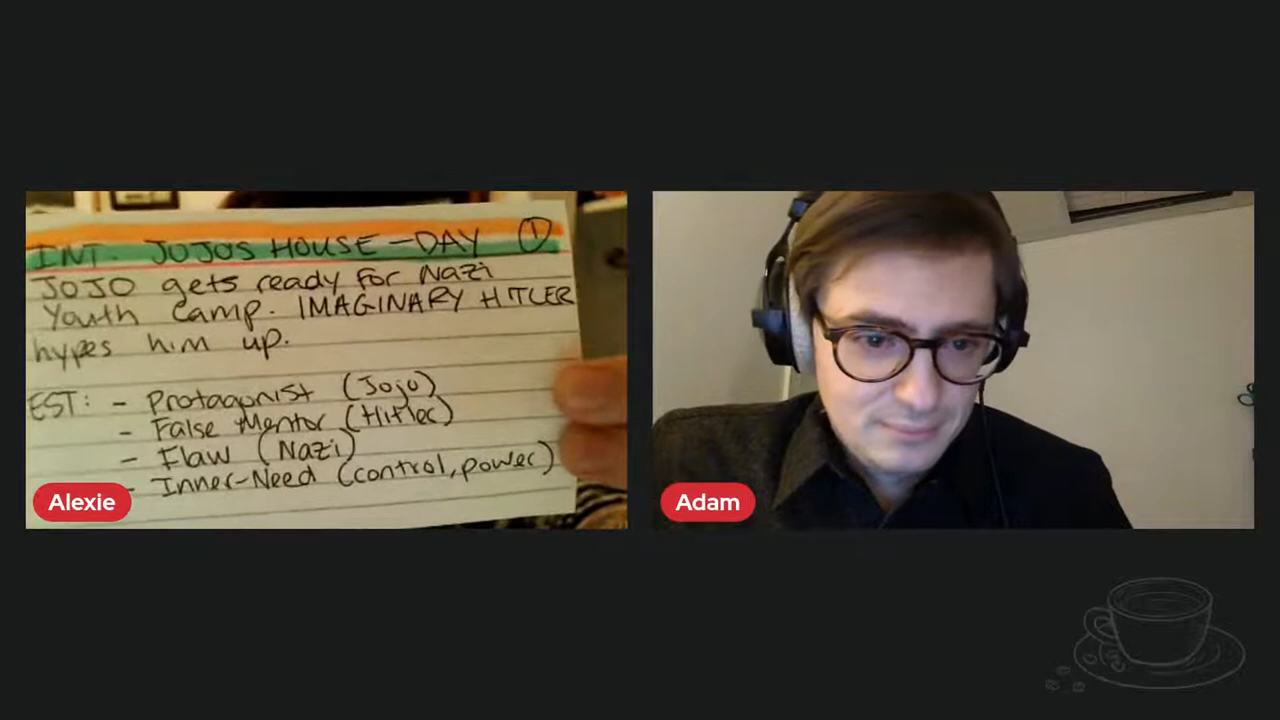 INT. JOJO'S HOUSE - DAY 1
JOJO gets ready for Nazi
Youth Camp. IMAGINARY HITLER
hypes him up.
EST: - Protagonist (Jojo)
- False Mentor (Hitler)
- Flaw (Nazi)
- Inner-Need (control, power)
Alexie
Adam